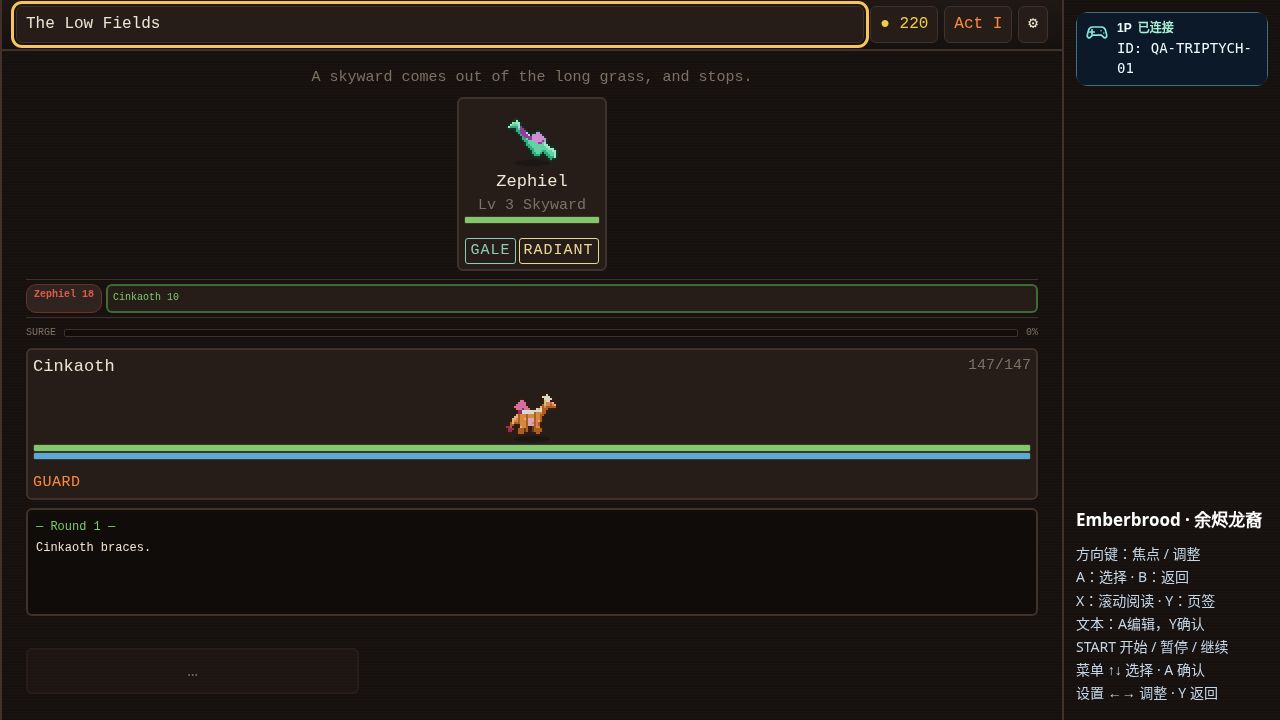 The Low Fields
● 220
Act I
⚙
A skyward comes out of the long grass, and stops.
Zephiel
Lv 3 Skyward
GALE RADIANT
Zephiel 18
Cinkaoth 10
SURGE
0%
Cinkaoth
147/147
GUARD
— Round 1 —
Cinkaoth braces.
…
1P 已连接
ID: QA-TRIPTYCH-
01
Emberbrood · 余烬龙裔
方向键：焦点 / 调整
A：选择 · B：返回
X：滚动阅读 · Y：页签
文本：A编辑，Y确认
START 开始 / 暂停 / 继续
菜单 ↑↓ 选择 · A 确认
设置 ←→ 调整 · Y 返回